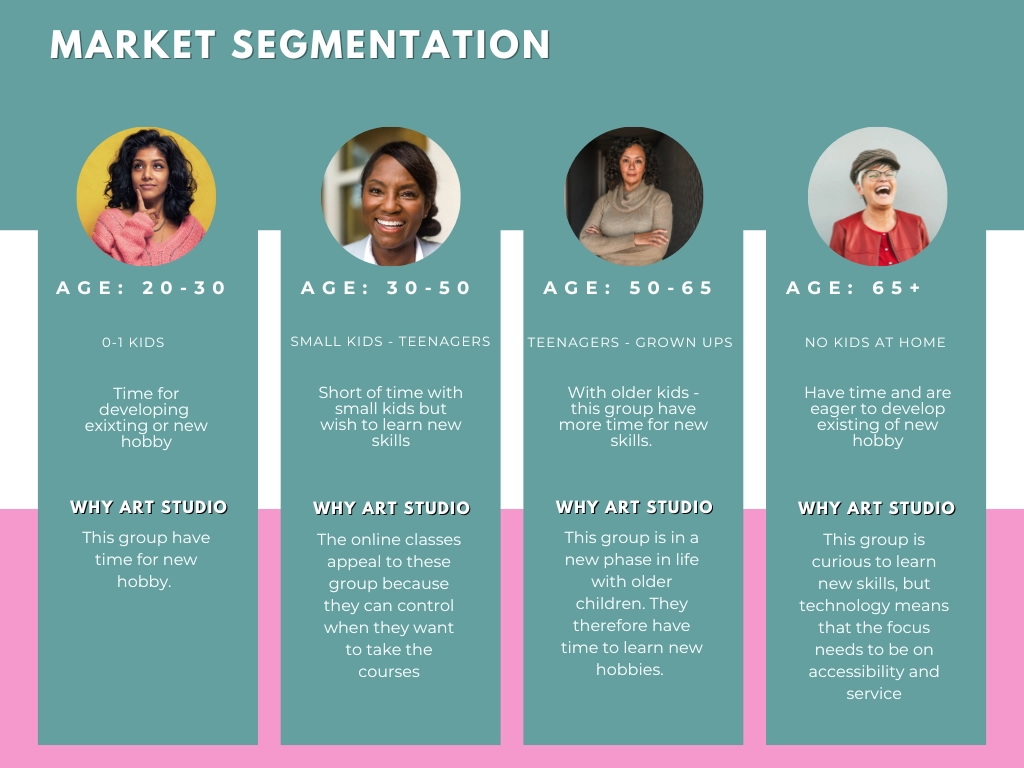 MARKET SEGMENTATION
AGE: 20-30
0-1 KIDS
Time for
developing
exixting or new
hobby
WHY ART STUDIO
This group have
time for new
hobby.
AGE: 30-50
SMALL KIDS - TEENAGERS
Short of time with
small kids but
wish to learn new
skills
WHY ART STUDIO
The online classes
appeal to these
group because
they can control
when they want
to take the
courses
AGE: 50-65
TEENAGERS - GROWN UPS
With older kids -
this group have
more time for new
skills.
WHY ART STUDIO
This group is in a
new phase in life
with older
children. They
therefore have
time to learn new
hobbies.
AGE: 65+
NO KIDS AT HOME
Have time and are
eager to develop
existing of new
hobby
WHY ART STUDIO
This group is
curious to learn
new skills, but
technology means
that the focus
needs to be on
accessibility and
service